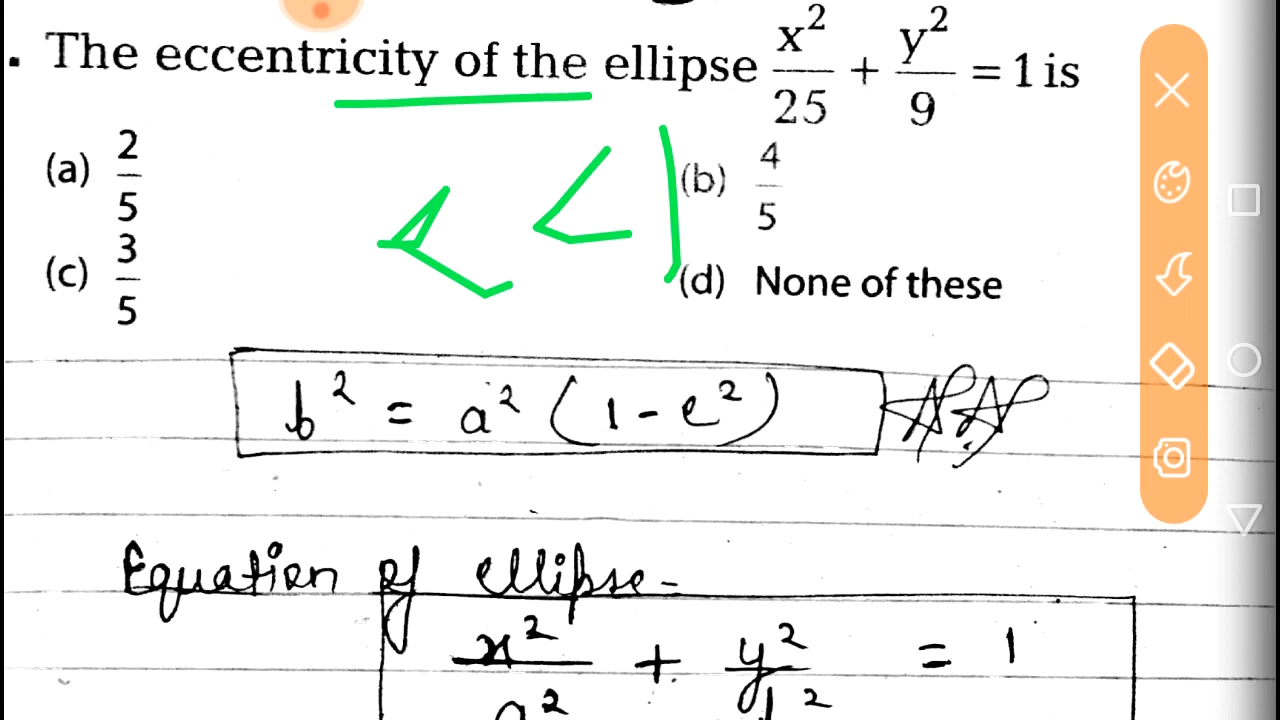 . The eccentricity of the ellipse x²/25 + y²/9 = 1 is
(a) 2/5 (b) 4/5
(c) 3/5 (d) None of these
b² = a² (1 - e²)
Equation of ellipse -
x²/a² + y²/b² = 1